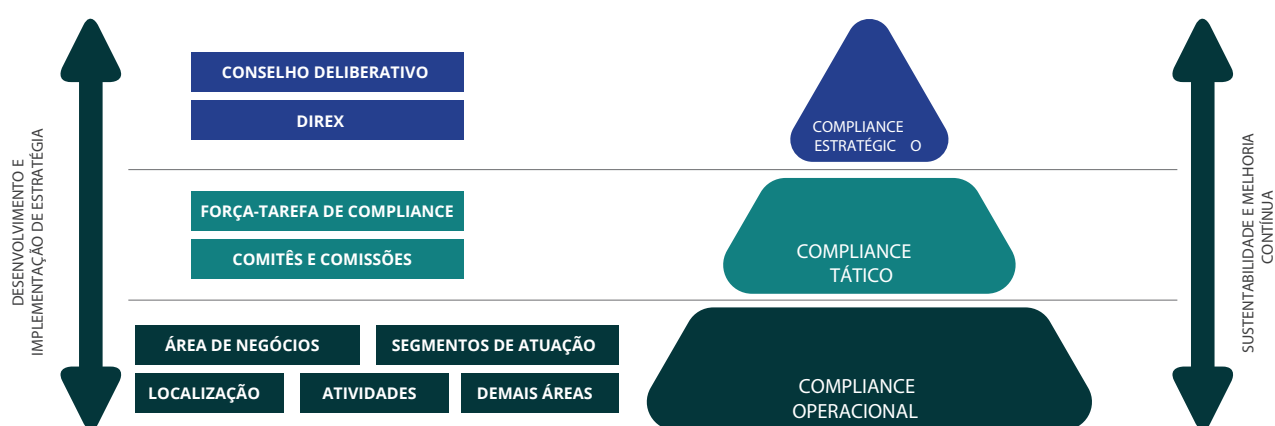 DESENVOLVIMENTO E
IMPLEMENTAÇÃO DE ESTRATÉGIA
CONSELHO DELIBERATIVO
DIREX
COMPLIANCE
ESTRATÉGIC O
FORÇA-TAREFA DE COMPLIANCE
COMITÊS E COMISSÕES
COMPLIANCE
TÁTICO
ÁREA DE NEGÓCIOS
SEGMENTOS DE ATUAÇÃO
LOCALIZAÇÃO
ATIVIDADES
DEMAIS ÁREAS
COMPLIANCE
OPERACIONAL
SUSTENTABILIDADE E MELHORIA
CONTÍNUA